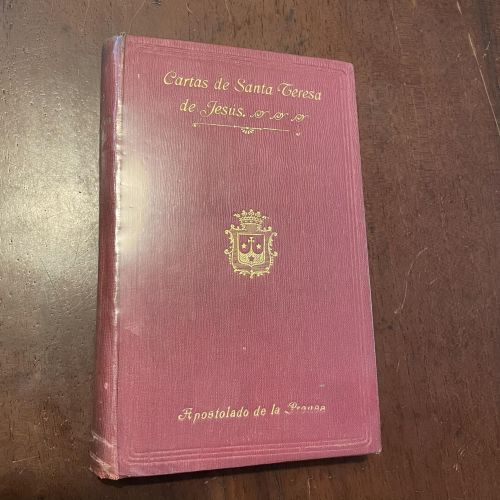 Cartas de Santa Teresa
de Jesús.
Apostolado de la Prensa